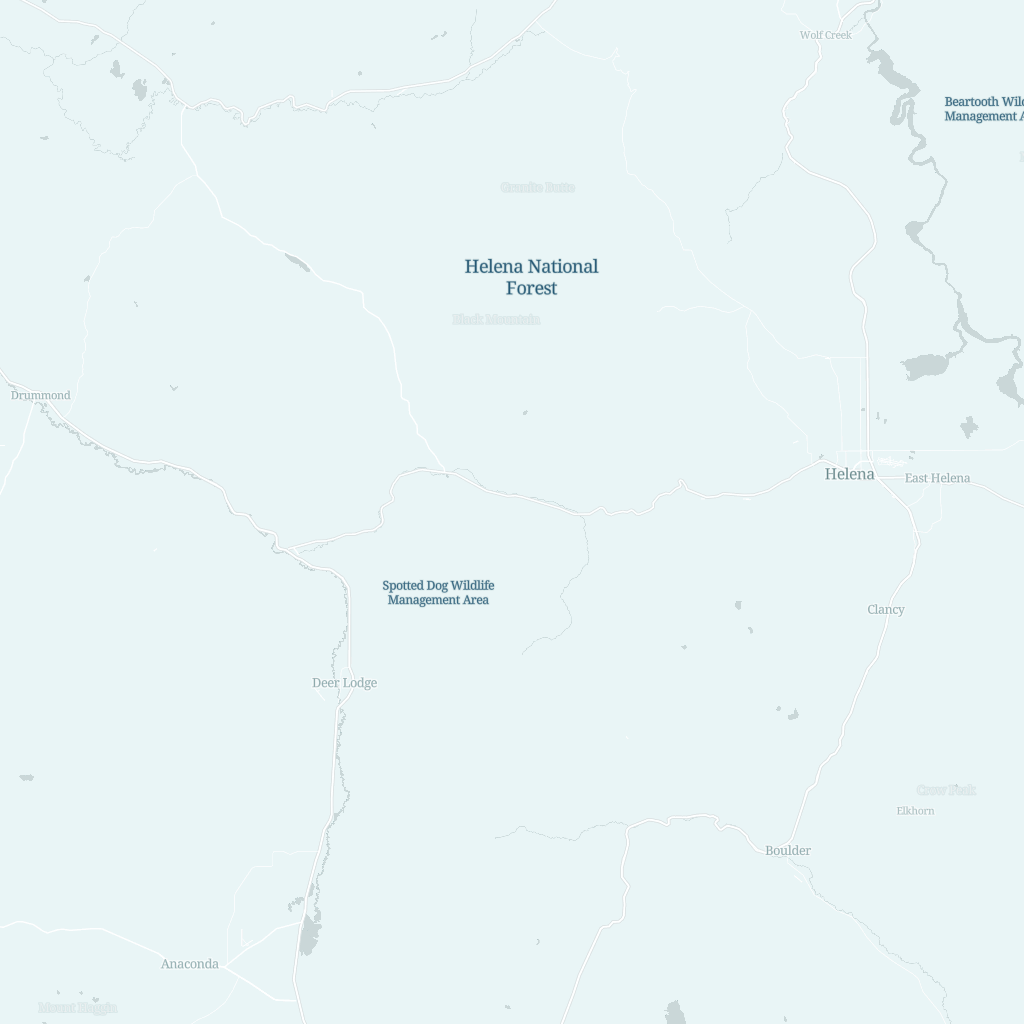 Wolf Creek
Beartooth Wild
Management A
Granite Butte
Helena National
Forest
Black Mountain
Drummond
Helena
East Helena
Spotted Dog Wildlife
Management Area
Clancy
Deer Lodge
Crow Peak
Elkhorn
Boulder
Anaconda
Mount Haggin